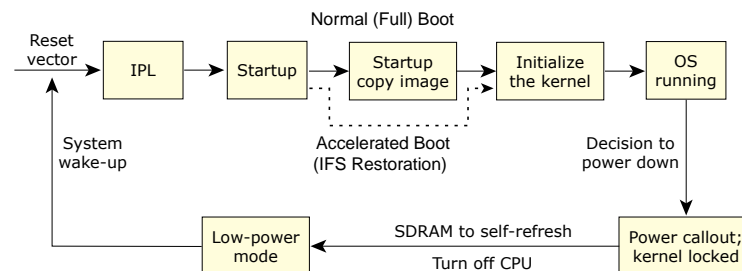 Normal (Full) Boot
Reset
vector
IPL
Startup
Startup
copy image
Initialize
the kernel
OS
running
Accelerated Boot
(IFS Restoration)
System
wake-up
Decision to
power down
Low-power
mode
SDRAM to self-refresh
Turn off CPU
Power callout;
kernel locked